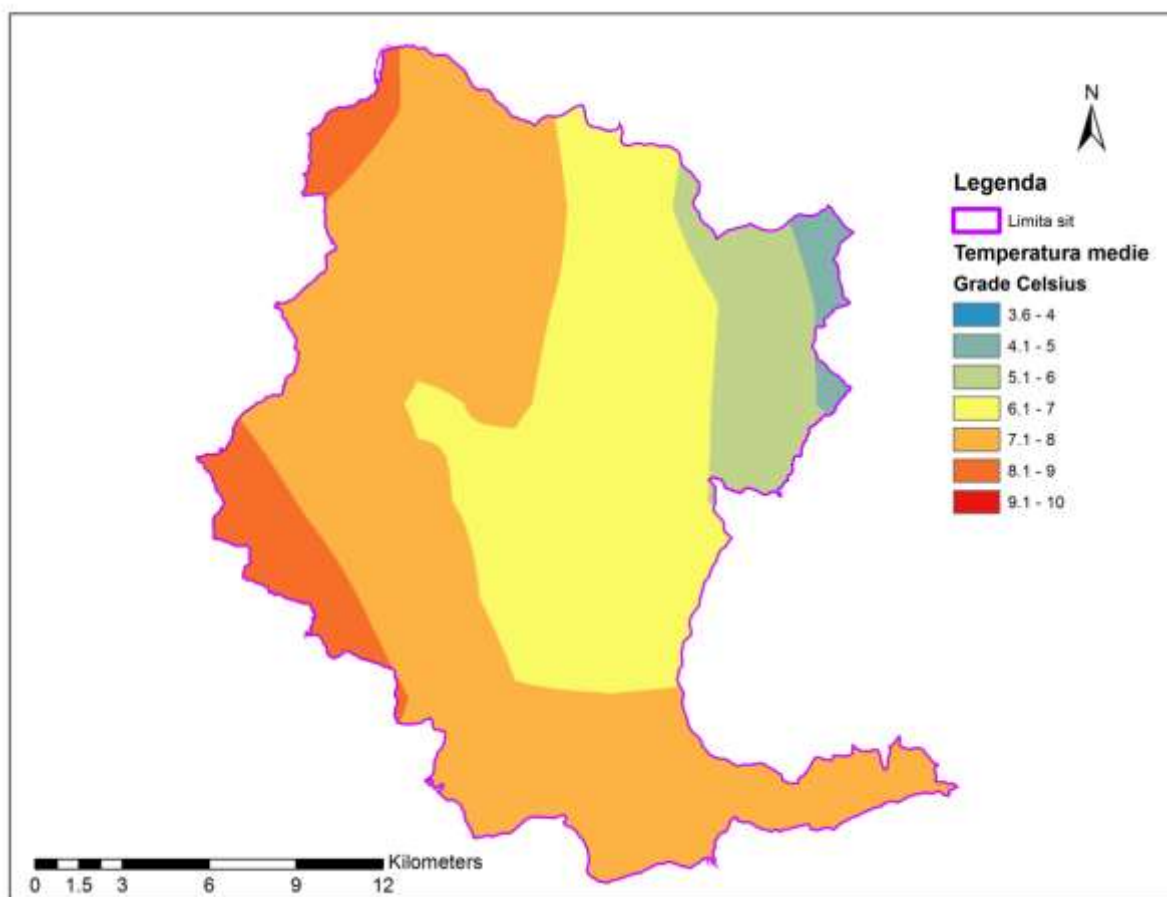 N
Legenda
Limita sit
Temperatura medie
Grade Celsius
3.6 - 4
4.1 - 5
5.1 - 6
6.1 - 7
7.1 - 8
8.1 - 9
9.1 - 10
Kilometers
0 1.5 3 6 9 12